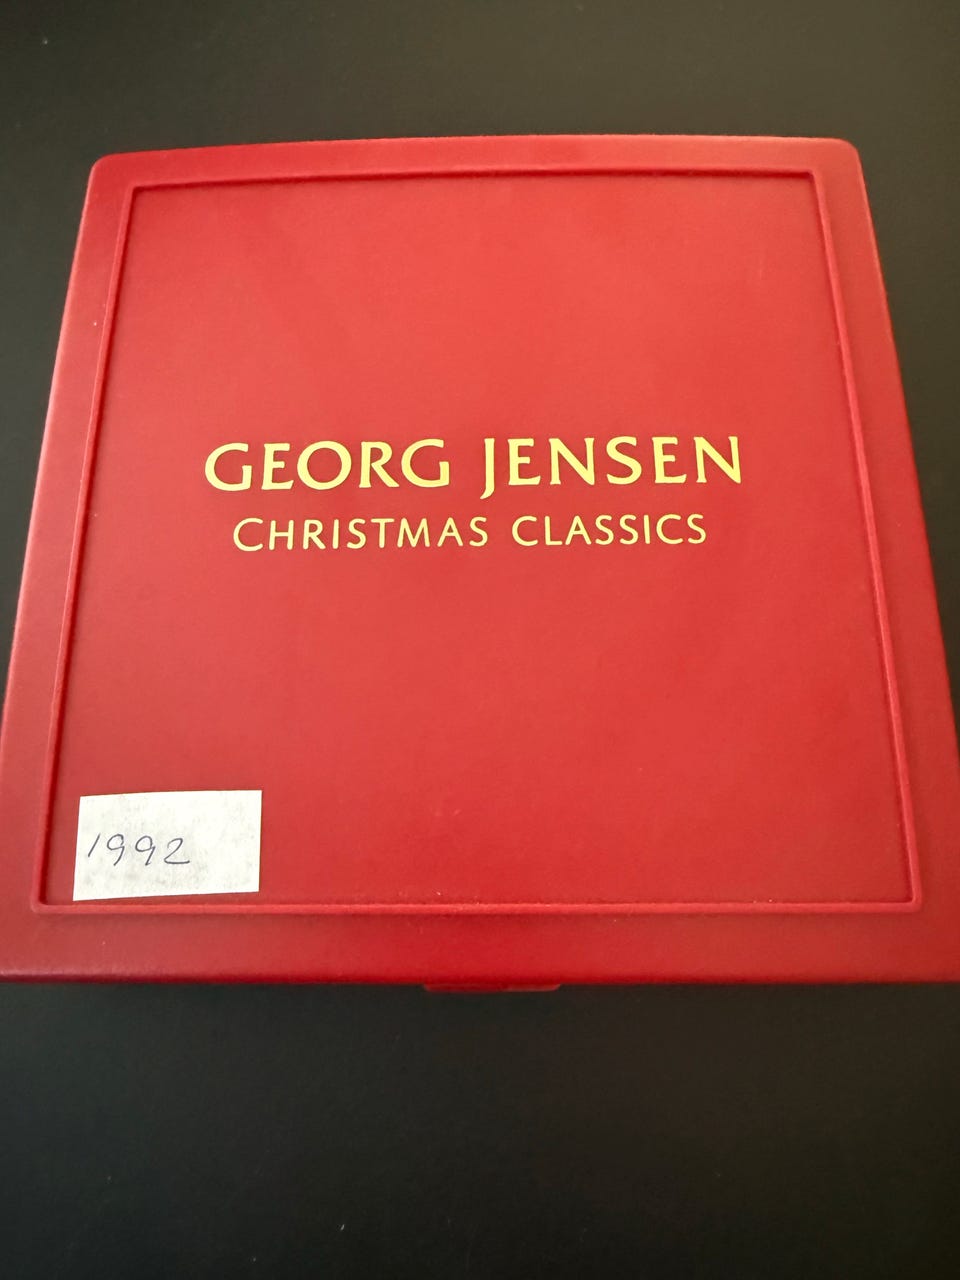 GEORG JENSEN
CHRISTMAS CLASSICS
1992